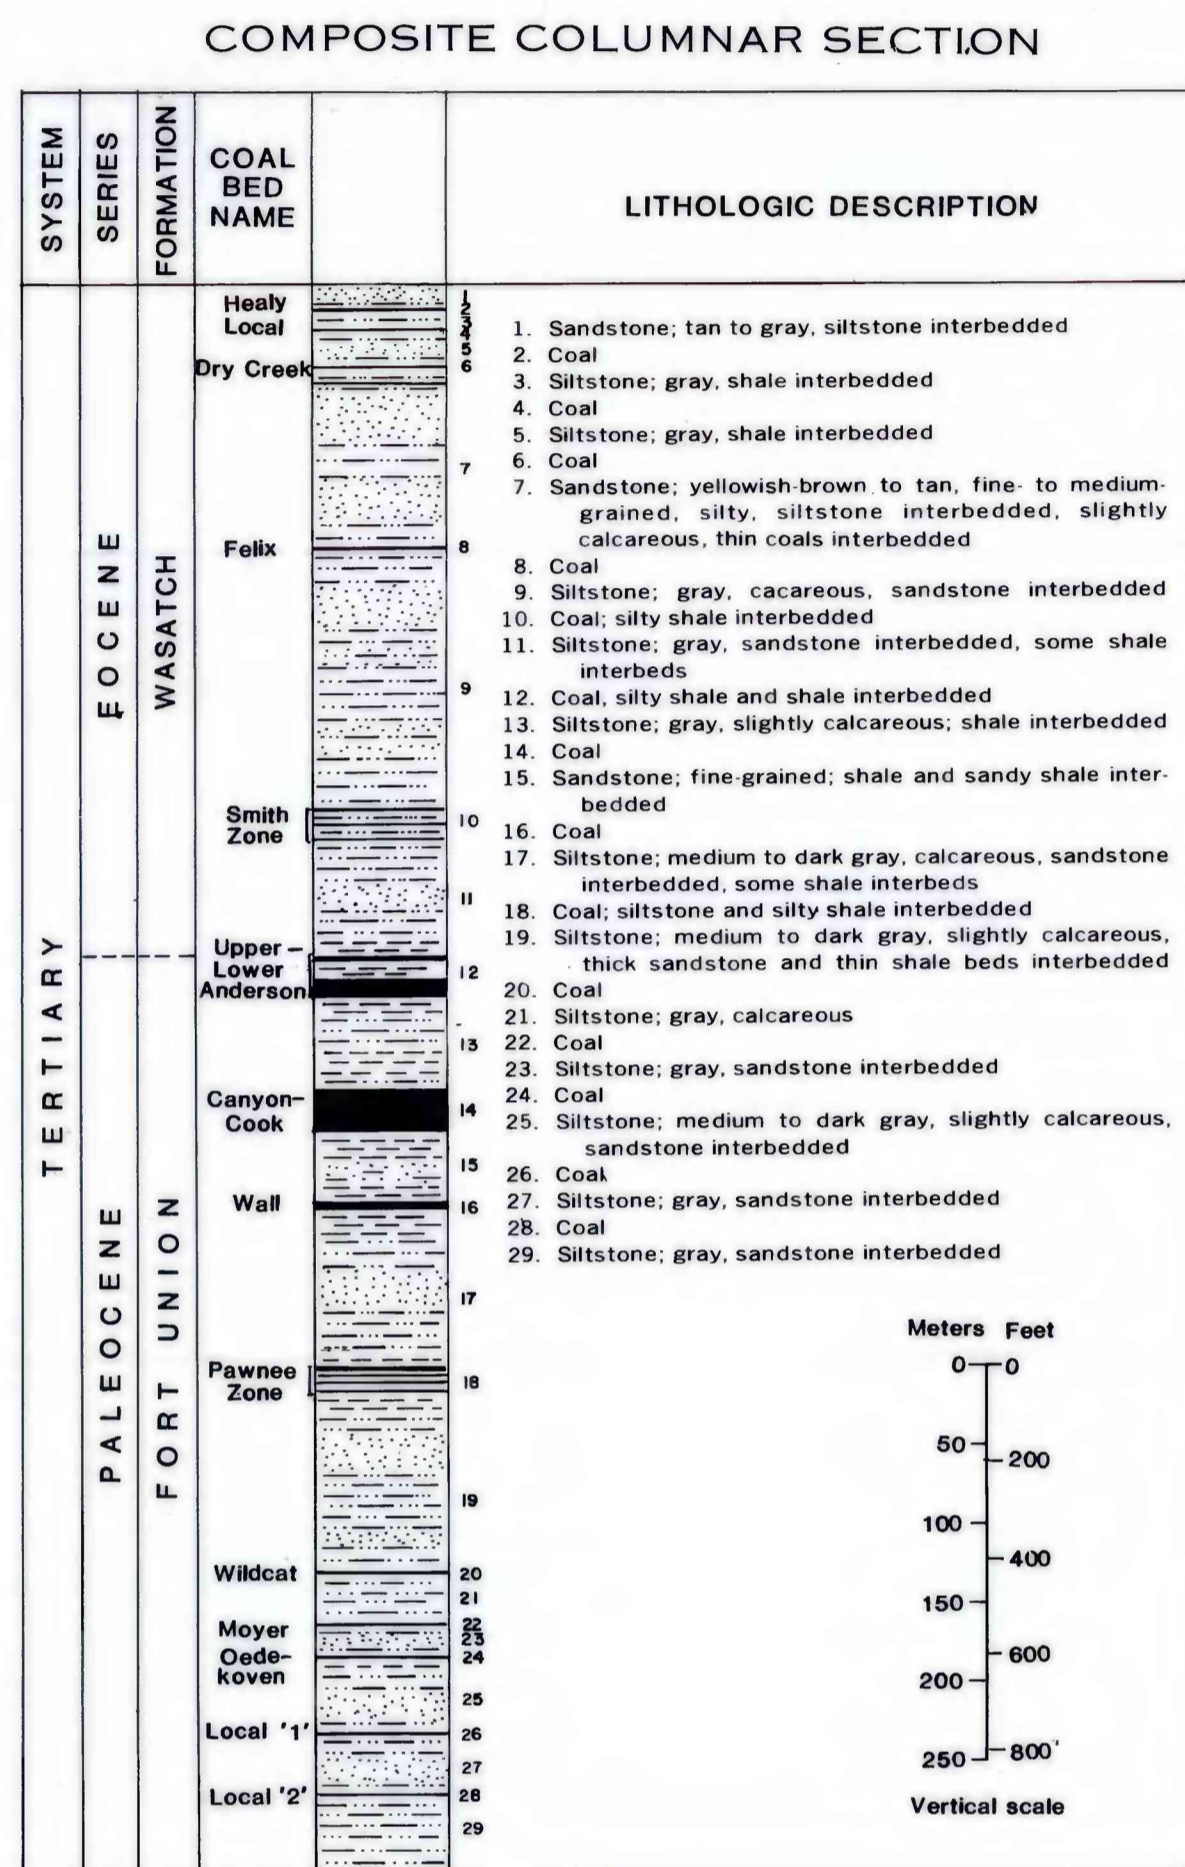 COMPOSITE COLUMNAR SECTION
SYSTEM
SERIES
FORMATION
COAL
BED
NAME
LITHOLOGIC DESCRIPTION
TERTIARY
EOCENE
PALEOCENE
WASATCH
FORT UNION
Healy
Local
Dry Creek
Felix
Smith
Zone
Upper –
Lower
Anderson
Canyon–
Cook
Wall
Pawnee
Zone
Wildcat
Moyer
Oede–
koven
Local '1'
Local '2'
1
2
3
4
5
6
7
8
9
10
11
12
13
14
15
16
17
18
19
20
21
22
23
24
25
26
27
28
29
1. Sandstone; tan to gray, siltstone interbedded
2. Coal
3. Siltstone; gray, shale interbedded
4. Coal
5. Siltstone; gray, shale interbedded
6. Coal
7. Sandstone; yellowish-brown to tan, fine- to medium-
grained, silty, siltstone interbedded, slightly
calcareous, thin coals interbedded
8. Coal
9. Siltstone; gray, cacareous, sandstone interbedded
10. Coal; silty shale interbedded
11. Siltstone; gray, sandstone interbedded, some shale
interbeds
12. Coal, silty shale and shale interbedded
13. Siltstone; gray, slightly calcareous; shale interbedded
14. Coal
15. Sandstone; fine-grained; shale and sandy shale inter-
bedded
16. Coal
17. Siltstone; medium to dark gray, calcareous, sandstone
interbedded, some shale interbeds
18. Coal; siltstone and silty shale interbedded
19. Siltstone; medium to dark gray, slightly calcareous,
thick sandstone and thin shale beds interbedded
20. Coal
21. Siltstone; gray, calcareous
22. Coal
23. Siltstone; gray, sandstone interbedded
24. Coal
25. Siltstone; medium to dark gray, slightly calcareous,
sandstone interbedded
26. Coal
27. Siltstone; gray, sandstone interbedded
28. Coal
29. Siltstone; gray, sandstone interbedded
Meters Feet
0 0
50
200
100
400
150
600
200
800
250
Vertical scale